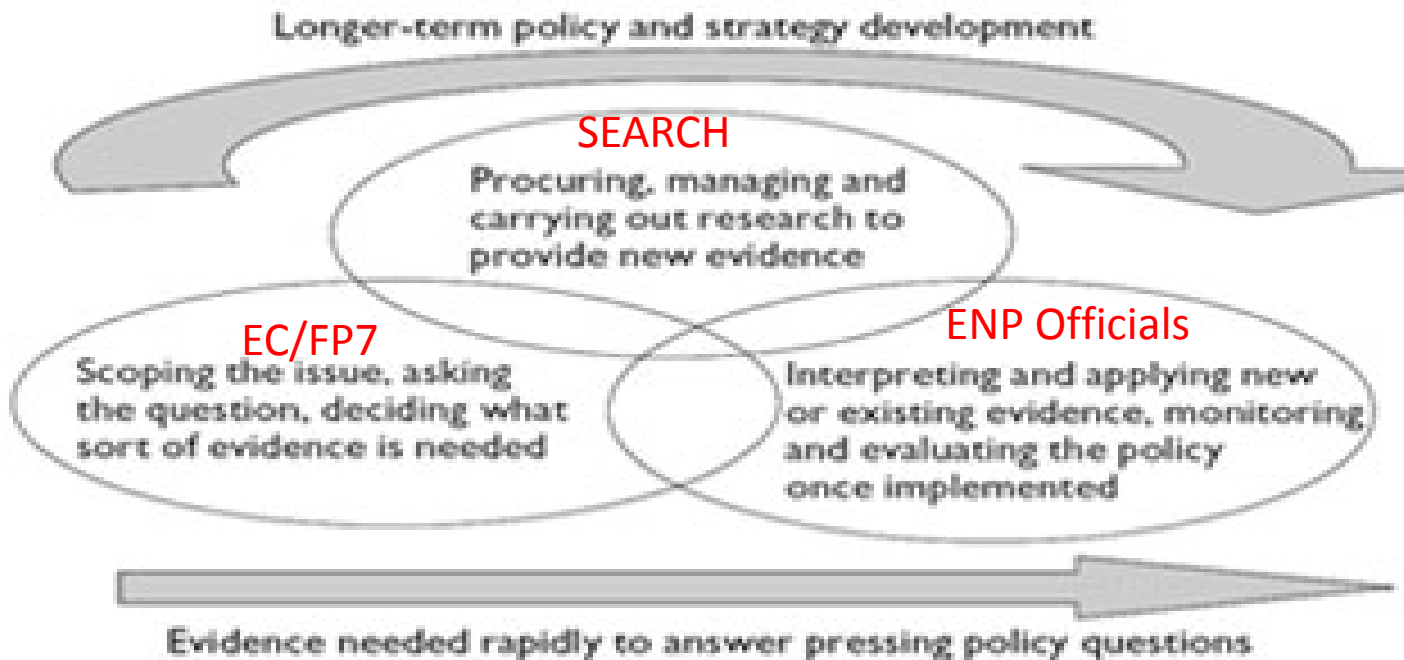 Longer-term policy and strategy development
SEARCH
Procuring, managing and
carrying out research to
provide new evidence
EC/FP7
Scoping the issue, asking
the question, deciding what
sort of evidence is needed
ENP Officials
Interpreting and applying new
or existing evidence, monitoring
and evaluating the policy
once implemented
Evidence needed rapidly to answer pressing policy questions